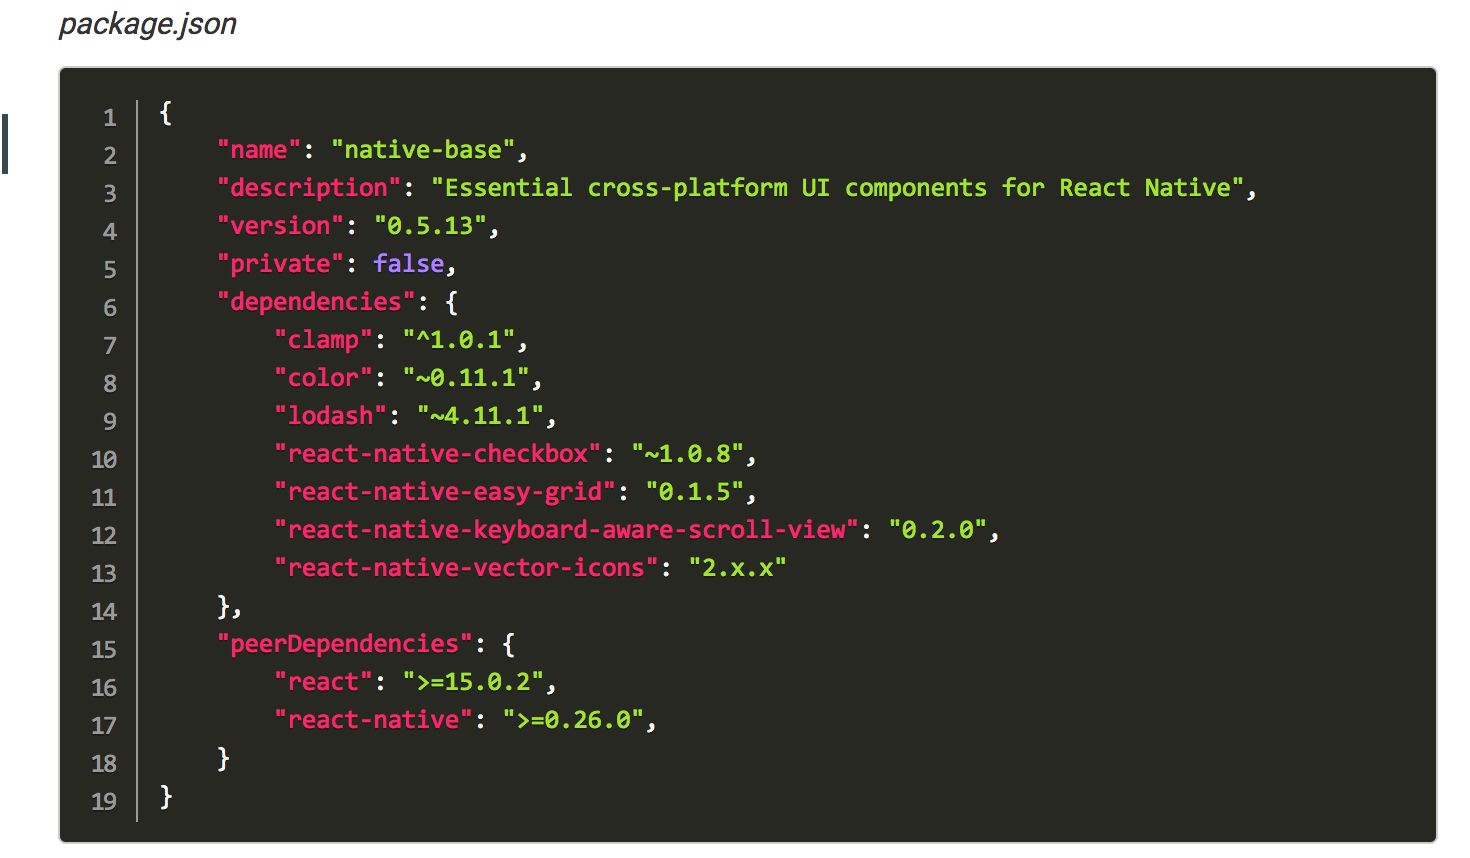 package.json
1 {
2     "name": "native-base",
3     "description": "Essential cross-platform UI components for React Native",
4     "version": "0.5.13",
5     "private": false,
6     "dependencies": {
7         "clamp": "^1.0.1",
8         "color": "~0.11.1",
9         "lodash": "~4.11.1",
10         "react-native-checkbox": "~1.0.8",
11         "react-native-easy-grid": "0.1.5",
12         "react-native-keyboard-aware-scroll-view": "0.2.0",
13         "react-native-vector-icons": "2.x.x"
14     },
15     "peerDependencies": {
16         "react": ">=15.0.2",
17         "react-native": ">=0.26.0",
18     }
19 }